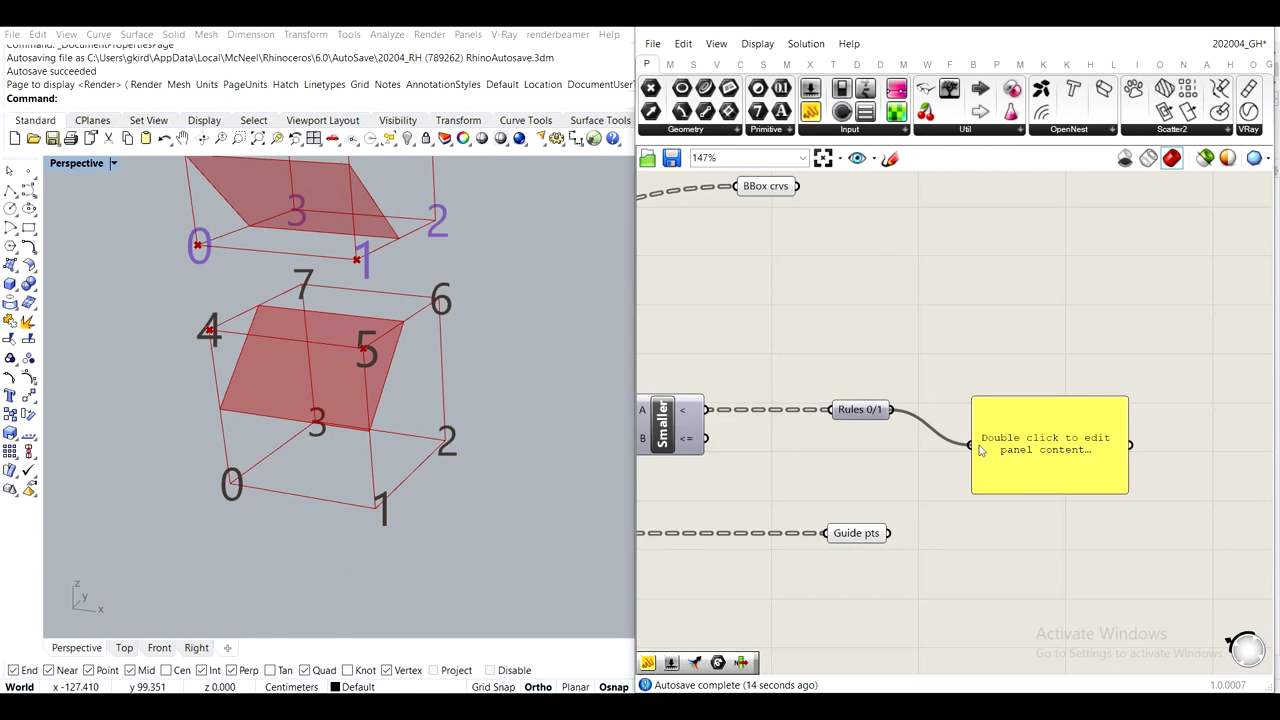 File Edit View Curve Surface Solid Mesh Dimension Transform Tools Analyze Render Panels V-Ray renderbeamer Help
Autosaving file as C:\Users\gkird\AppData\Local\McNeel\Rhinoceros\6.0\AutoSave\20204_RH (789262) RhinoAutosave.3dm
Autosave succeeded
Page to display <Render> ( Render Mesh Units PageUnits Hatch Linetypes Grid Notes AnnotationStyles Default Location DocumentUser
Command:
Standard CPlanes Set View Display Select Viewport Layout Visibility Transform Curve Tools Surface Tools
Perspective
3
2
0
1
7
6
4
5
3
2
0
1
z
y
x
Perspective Top Front Right
End Near Point Mid Cen Int Perp Tan Quad Knot Vertex Project Disable
World x -127.410 y 99.351 z 0.000 Centimeters Default Grid Snap Ortho Planar Osnap
File Edit View Display Solution Help 202004_GH*
P M S V C S M I X T D M W F B P K E L I O G O
Geometry Primitive Input Util OpenNest Scatter2 VRay
147%
BBox crvs
A
B
Smaller
<
<=
Rules 0/1
Double click to edit
panel content...
Guide pts
Activate Windows
Go to Settings to activate Windows.
Autosave complete (14 seconds ago) 1.0.0007